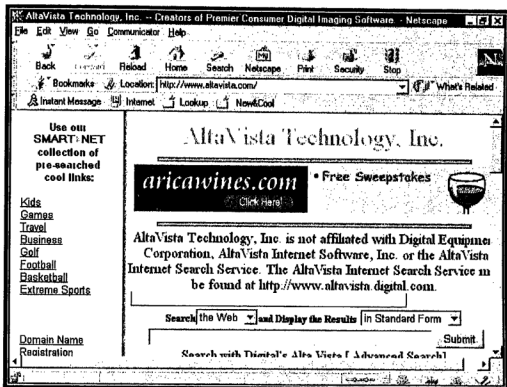 AltaVista Technology, Inc. -- Creators of Premier Consumer Digital Imaging Software. - Netscape
File Edit View Go Communicator Help
Back Forward Reload Home Search Netscape Print Security Stop
Bookmarks Location: http://www.altavista.com/ What's Related
Instant Message Internet Lookup New&Cool
Use our
SMART NET
collection of
pre-searched
cool links:
Kids
Games
Travel
Business
Golf
Football
Basketball
Extreme Sports
Domain Name
Registration
AltaVista Technology, Inc.
aricawines.com
Click Here!
• Free Sweepstakes
AltaVista Technology, Inc. is not affiliated with Digital Equipmen
Corporation, AltaVista Internet Software, Inc. or the AltaVista
Internet Search Service. The AltaVista Internet Search Service m
be found at http://www.altavista.digital.com.
Search the Web and Display the Results in Standard Form
Submit
Search with Digital's Alta Vista [ Advanced Search]